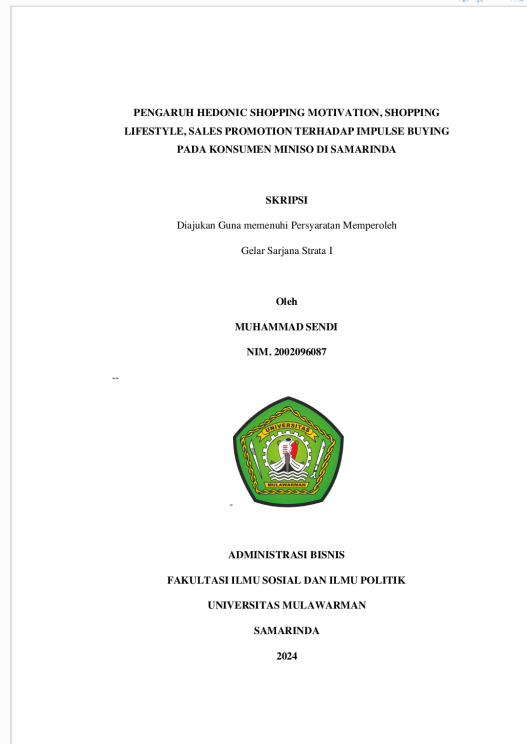 PENGARUH HEDONIC SHOPPING MOTIVATION, SHOPPING
LIFESTYLE, SALES PROMOTION TERHADAP IMPULSE BUYING
PADA KONSUMEN MINISO DI SAMARINDA
SKRIPSI
Diajukan Guna memenuhi Persyaratan Memperoleh
Gelar Sarjana Strata I
Oleh
MUHAMMAD SENDI
NIM. 2002096087
--
UNIVERSITAS
MULAWARMAN
-
ADMINISTRASI BISNIS
FAKULTASI ILMU SOSIAL DAN ILMU POLITIK
UNIVERSITAS MULAWARMAN
SAMARINDA
2024